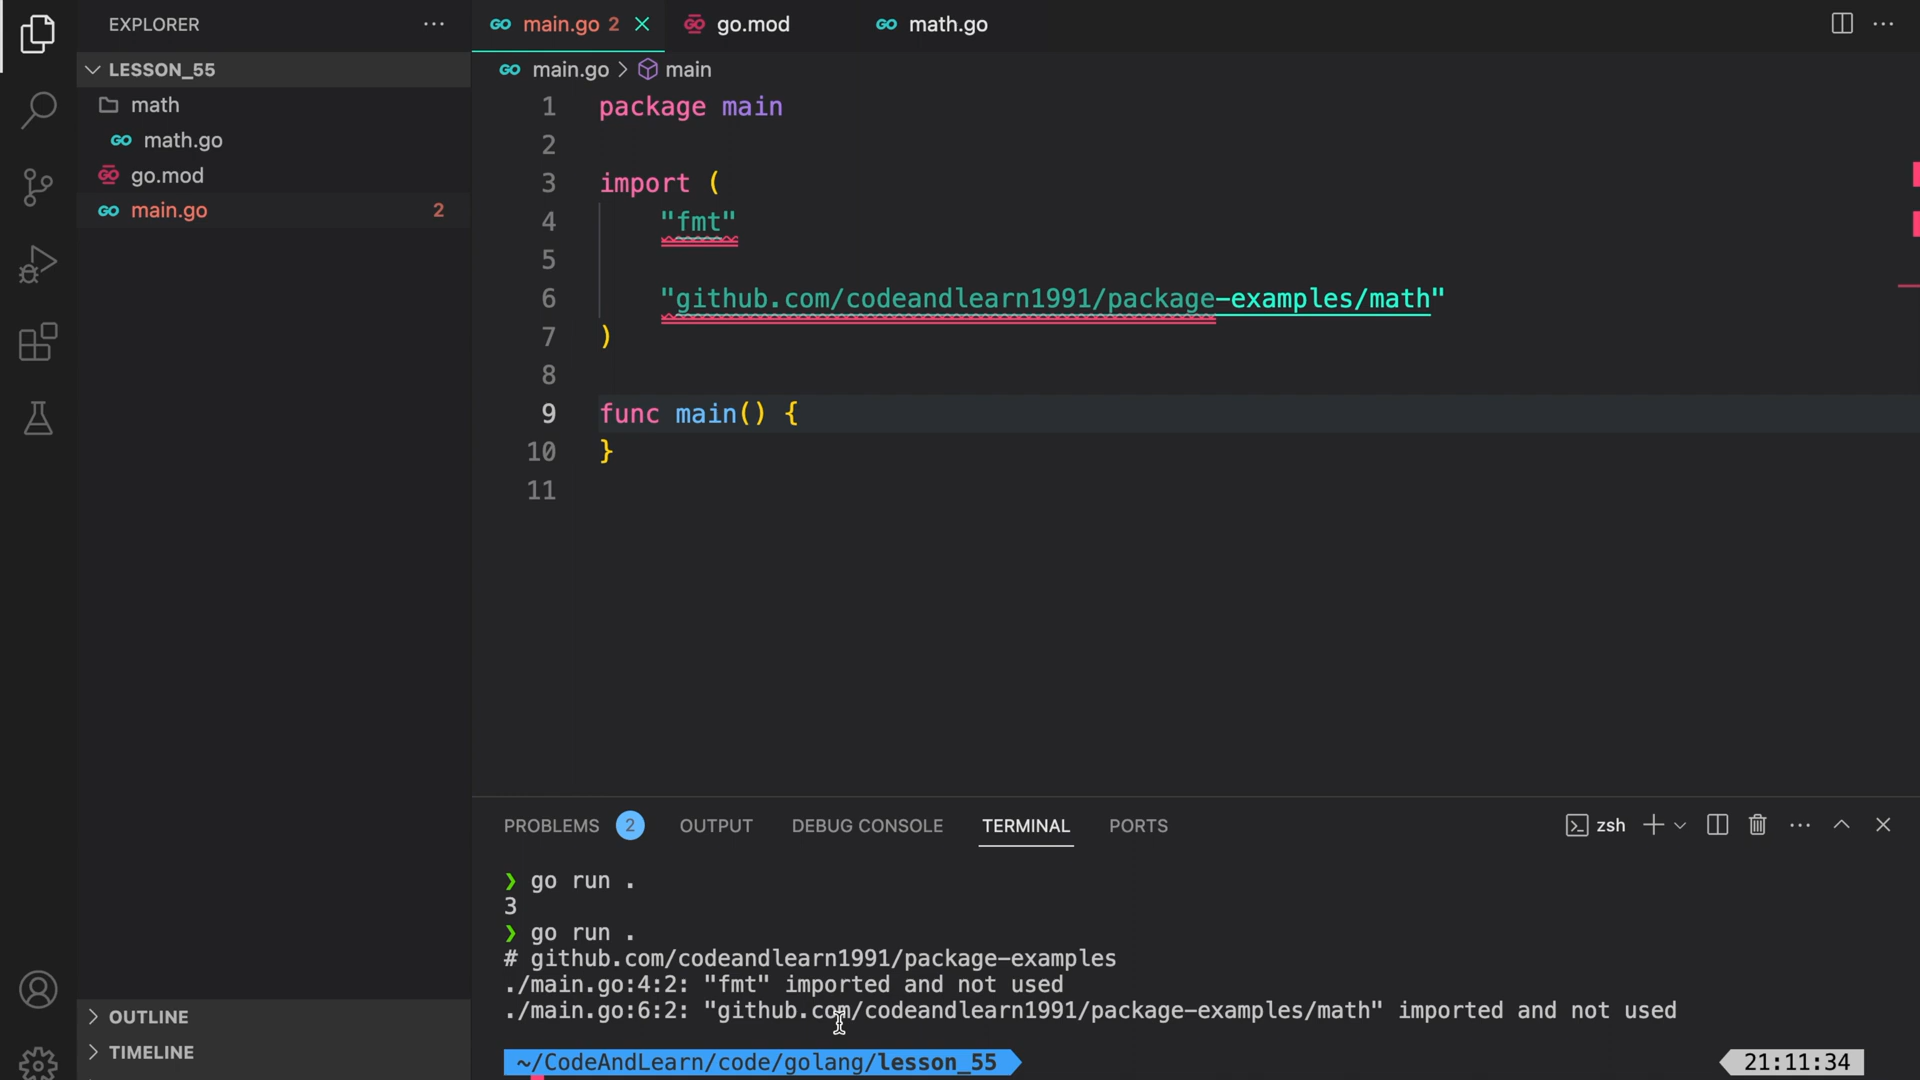 EXPLORER
LESSON_55
math
math.go
go.mod
main.go 2
main.go 2
go.mod
math.go
main.go > main
1 package main
2
3 import (
4 "fmt"
5
6 "github.com/codeandlearn1991/package-examples/math"
7 )
8
9 func main() {
10 }
11
PROBLEMS 2 OUTPUT DEBUG CONSOLE TERMINAL PORTS
zsh
❯ go run .
3
❯ go run .
# github.com/codeandlearn1991/package-examples
./main.go:4:2: "fmt" imported and not used
./main.go:6:2: "github.com/codeandlearn1991/package-examples/math" imported and not used
~/CodeAndLearn/code/golang/lesson_55
21:11:34
OUTLINE
TIMELINE